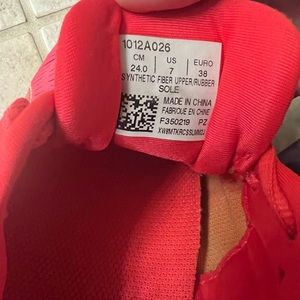 1012A026
CM US EURO
24.0 7 38
SYNTHETIC FIBER UPPER/RUBBER
SOLE
MADE IN CHINA
FABRIQUE EN CHINE
F350219 PZ